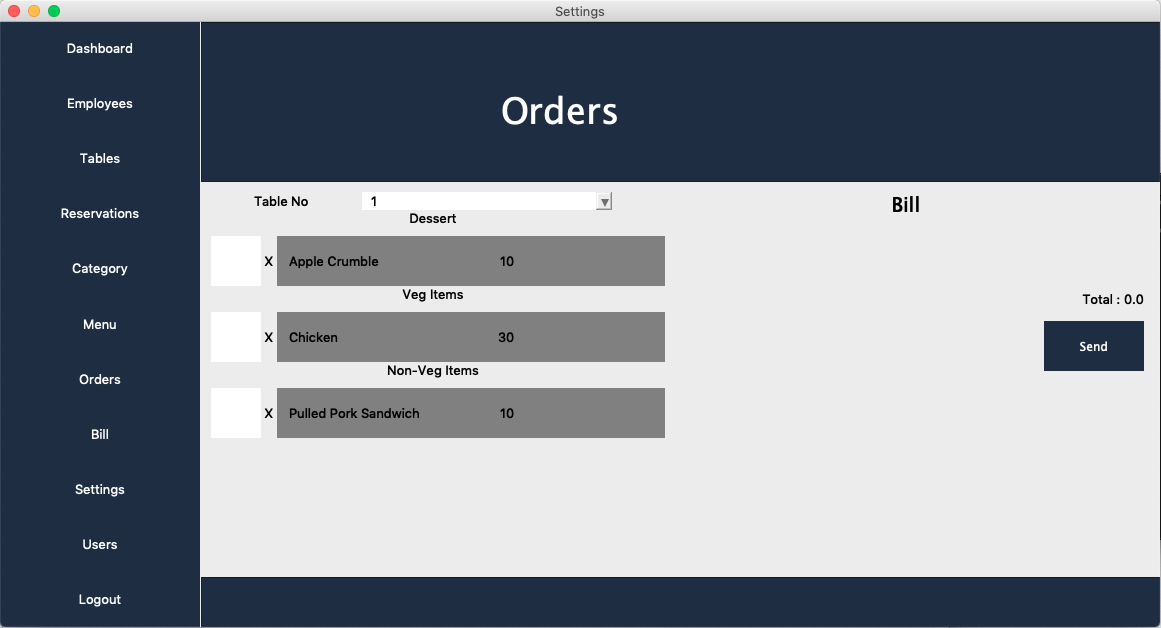 Settings
Dashboard
Employees
Tables
Reservations
Category
Menu
Orders
Bill
Settings
Users
Logout
Orders
Table No 1
Dessert
X Apple Crumble 10
Veg Items
X Chicken 30
Non-Veg Items
X Pulled Pork Sandwich 10
Bill
Total : 0.0
Send